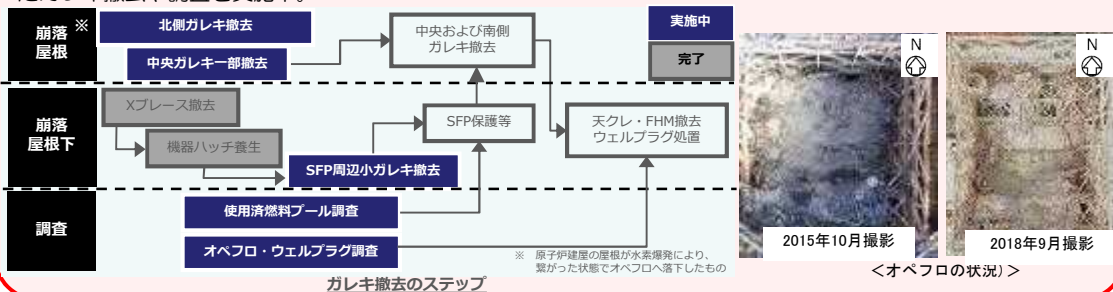 崩落
屋根
※
北側ガレキ撤去
中央ガレキ一部撤去
中央および南側
ガレキ撤去
実施中
完了
崩落
屋根下
Xブレース撤去
機器ハッチ養生
SFP周辺小ガレキ撤去
SFP保護等
天クレ・FHM撤去
ウェルプラグ処置
調査
使用済燃料プール調査
オペフロ・ウェルプラグ調査
※ 原子炉建屋の屋根が水素爆発により、
繋がった状態でオペフロへ落下したもの
ガレキ撤去のステップ
N
2015年10月撮影
N
2018年9月撮影
<オペフロの状況)>